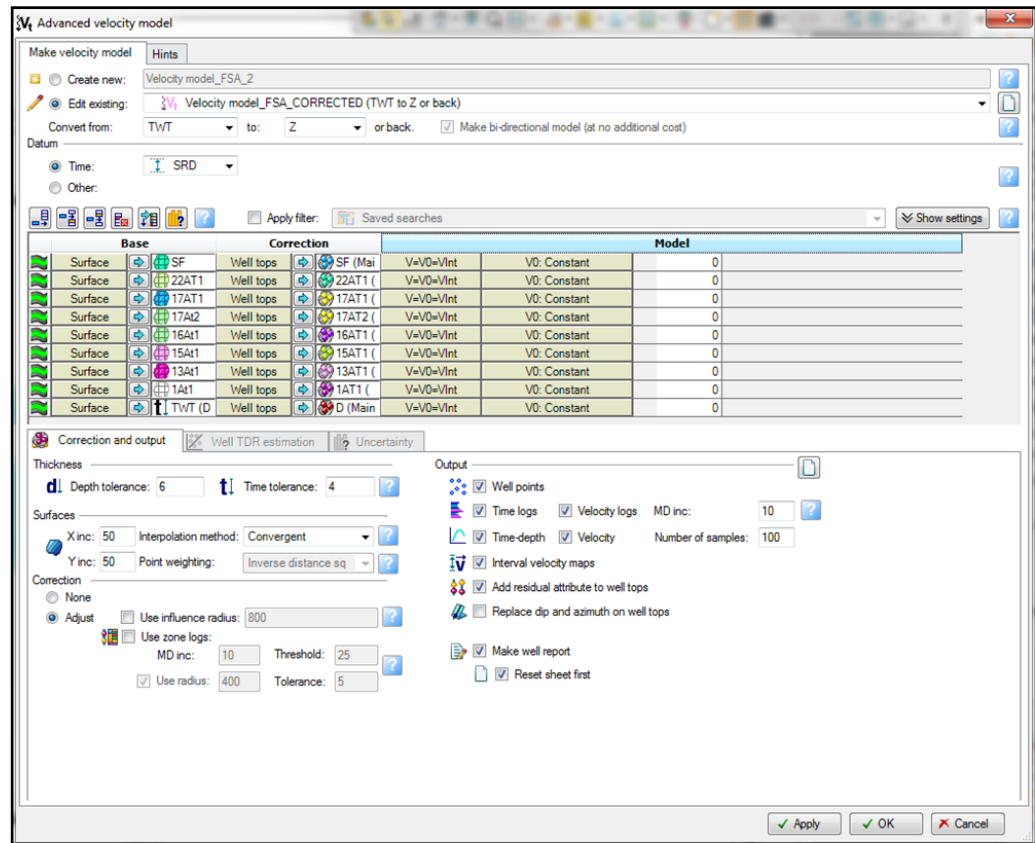 Advanced velocity model
Make velocity model Hints
Create new: Velocity model_FSA_2
Edit existing: Velocity model_FSA_CORRECTED (TWT to Z or back)
Convert from: TWT to: Z or back. Make bi-directional model (at no additional cost)
Datum
Time: SRD
Other:
Apply filter: Saved searches Show settings
Base Correction Model
Surface SF Well tops SF (Mai V=V0=VInt V0: Constant 0
Surface 22AT1 Well tops 22AT1 ( V=V0=VInt V0: Constant 0
Surface 17AT1 Well tops 17AT1 ( V=V0=VInt V0: Constant 0
Surface 17At2 Well tops 17AT2 ( V=V0=VInt V0: Constant 0
Surface 16At1 Well tops 16AT1 ( V=V0=VInt V0: Constant 0
Surface 15At1 Well tops 15AT1 ( V=V0=VInt V0: Constant 0
Surface 13At1 Well tops 13AT1 ( V=V0=VInt V0: Constant 0
Surface 1At1 Well tops 1AT1 ( V=V0=VInt V0: Constant 0
Surface TWT (D Well tops D (Main V=V0=VInt V0: Constant 0
Correction and output Well TDR estimation Uncertainty
Thickness
Depth tolerance: 6 Time tolerance: 4
Surfaces
X inc: 50 Interpolation method: Convergent
Y inc: 50 Point weighting: Inverse distance sq
Correction
None
Adjust Use influence radius: 800
Use zone logs:
MD inc: 10 Threshold: 25
Use radius: 400 Tolerance: 5
Output
Well points
Time logs Velocity logs MD inc: 10
Time-depth Velocity Number of samples: 100
Interval velocity maps
Add residual attribute to well tops
Replace dip and azimuth on well tops
Make well report
Reset sheet first
Apply OK Cancel